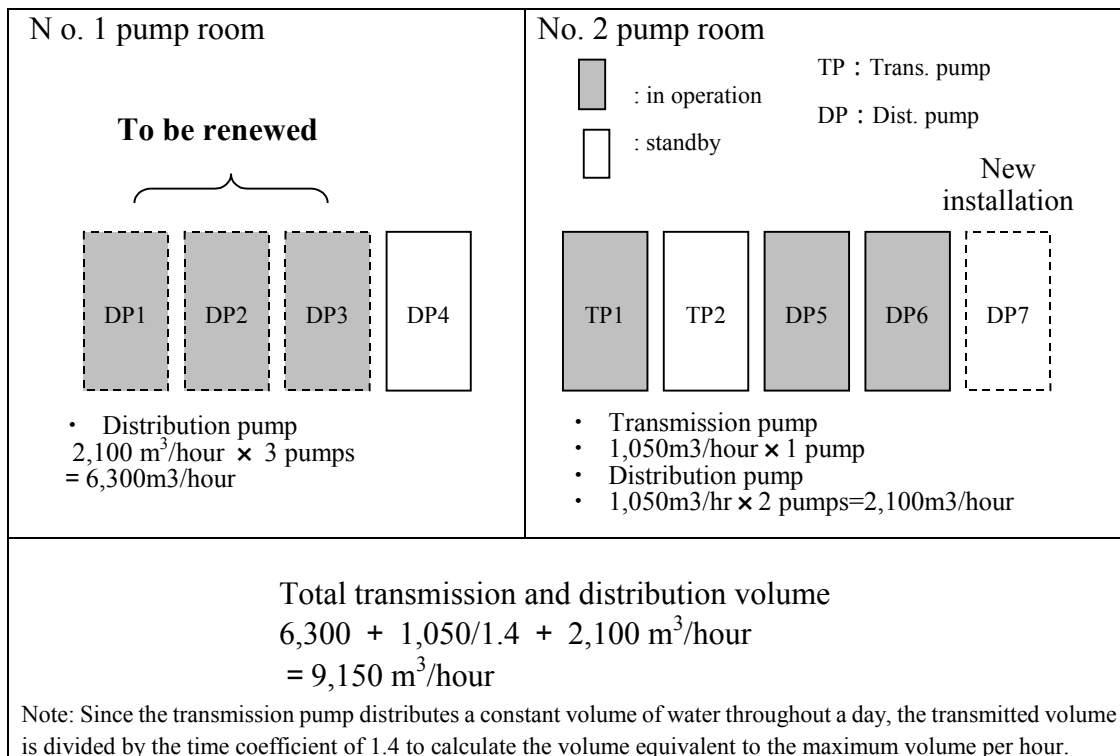 N o. 1 pump room
To be renewed
DP1 DP2 DP3 DP4
・ Distribution pump
2,100 m³/hour × 3 pumps
= 6,300m3/hour
No. 2 pump room
: in operation
: standby
TP：Trans. pump
DP：Dist. pump
New
installation
TP1 TP2 DP5 DP6 DP7
・ Transmission pump
・ 1,050m3/hour × 1 pump
・ Distribution pump
・ 1,050m3/hr × 2 pumps=2,100m3/hour
Total transmission and distribution volume
6,300 + 1,050/1.4 + 2,100 m³/hour
= 9,150 m³/hour
Note: Since the transmission pump distributes a constant volume of water throughout a day, the transmitted volume
is divided by the time coefficient of 1.4 to calculate the volume equivalent to the maximum volume per hour.